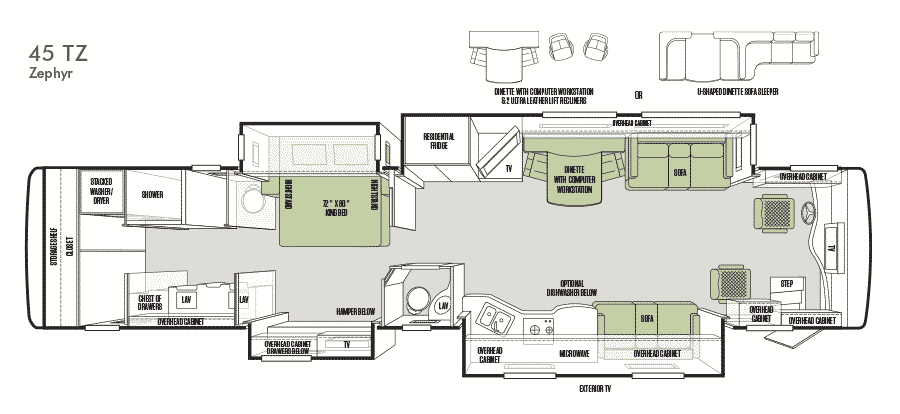 45 TZ
Zephyr
DINETTE WITH COMPUTER WORKSTATION
& 2 ULTRA LEATHER LIFT RECLINERS
OR
U-SHAPED DINETTE SOFA SLEEPER
RESIDENTIAL
FRIDGE
TV
OVERHEAD CABINET
DINETTE
WITH COMPUTER
WORKSTATION
SOFA
OVERHEAD CABINET
STORAGE SHELF
CLOSET
STACKED
WASHER/
DRYER
SHOWER
NIGHTSTAND
72" X 80"
KING BED
NIGHTSTAND
TV
STEP
CHEST OF
DRAWERS
LAV
LAV
OVERHEAD CABINET
HAMPER BELOW
LAV
OPTIONAL
DISHWASHER BELOW
SOFA
OVERHEAD
CABINET
OVERHEAD CABINET
OVERHEAD CABINET
DRAWERS BELOW
TV
OVERHEAD
CABINET
MICROWAVE
OVERHEAD CABINET
EXTERIOR TV